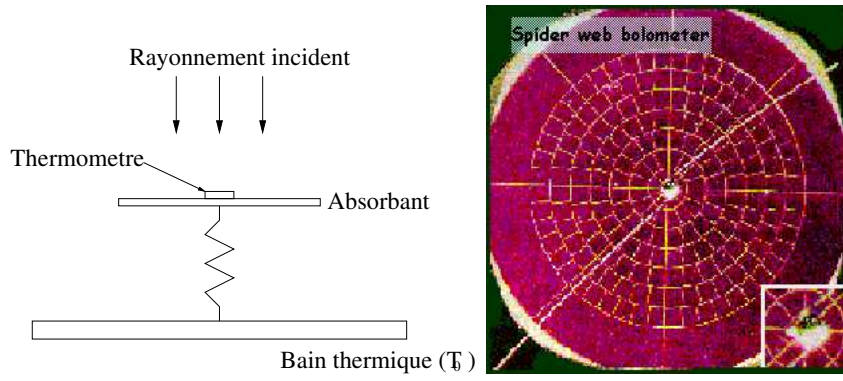 Rayonnement incident
Thermometre
Absorbant
Bain thermique (T₀ )
Spider web bolometer